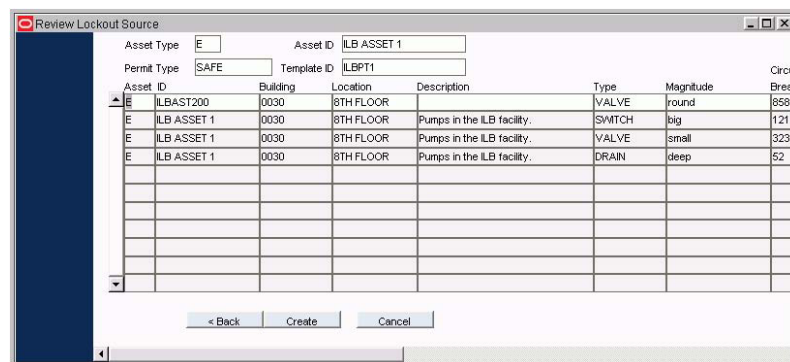 Review Lockout Source
Asset Type E Asset ID ILB ASSET 1
Permit Type SAFE Template ID ILBPT1
Circu
Asset ID Building Location Description Type Magnitude Brea
E ILBAST200 0030 8TH FLOOR VALVE round 858
E ILB ASSET 1 0030 8TH FLOOR Pumps in the ILB facility. SWITCH big 121
E ILB ASSET 1 0030 8TH FLOOR Pumps in the ILB facility. VALVE small 323
E ILB ASSET 1 0030 8TH FLOOR Pumps in the ILB facility. DRAIN deep 52
< Back Create Cancel